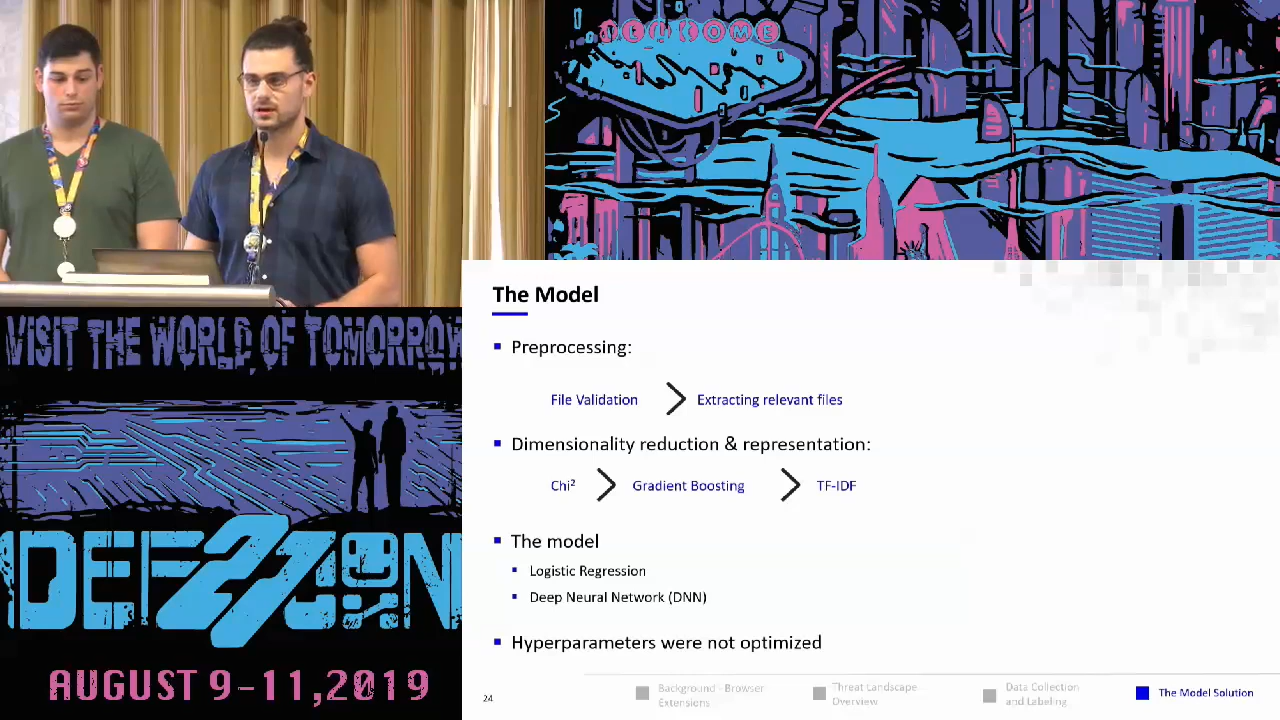 WELCOME
VISIT THE WORLD OF TOMORROW
DEF 27 CON
AUGUST 9-11,2019
The Model
Preprocessing:
File Validation > Extracting relevant files
Dimensionality reduction & representation:
Chi² > Gradient Boosting > TF-IDF
The model
Logistic Regression
Deep Neural Network (DNN)
Hyperparameters were not optimized
24
Background - Browser Extensions
Threat Landscape Overview
Data Collection and Labeling
The Model Solution